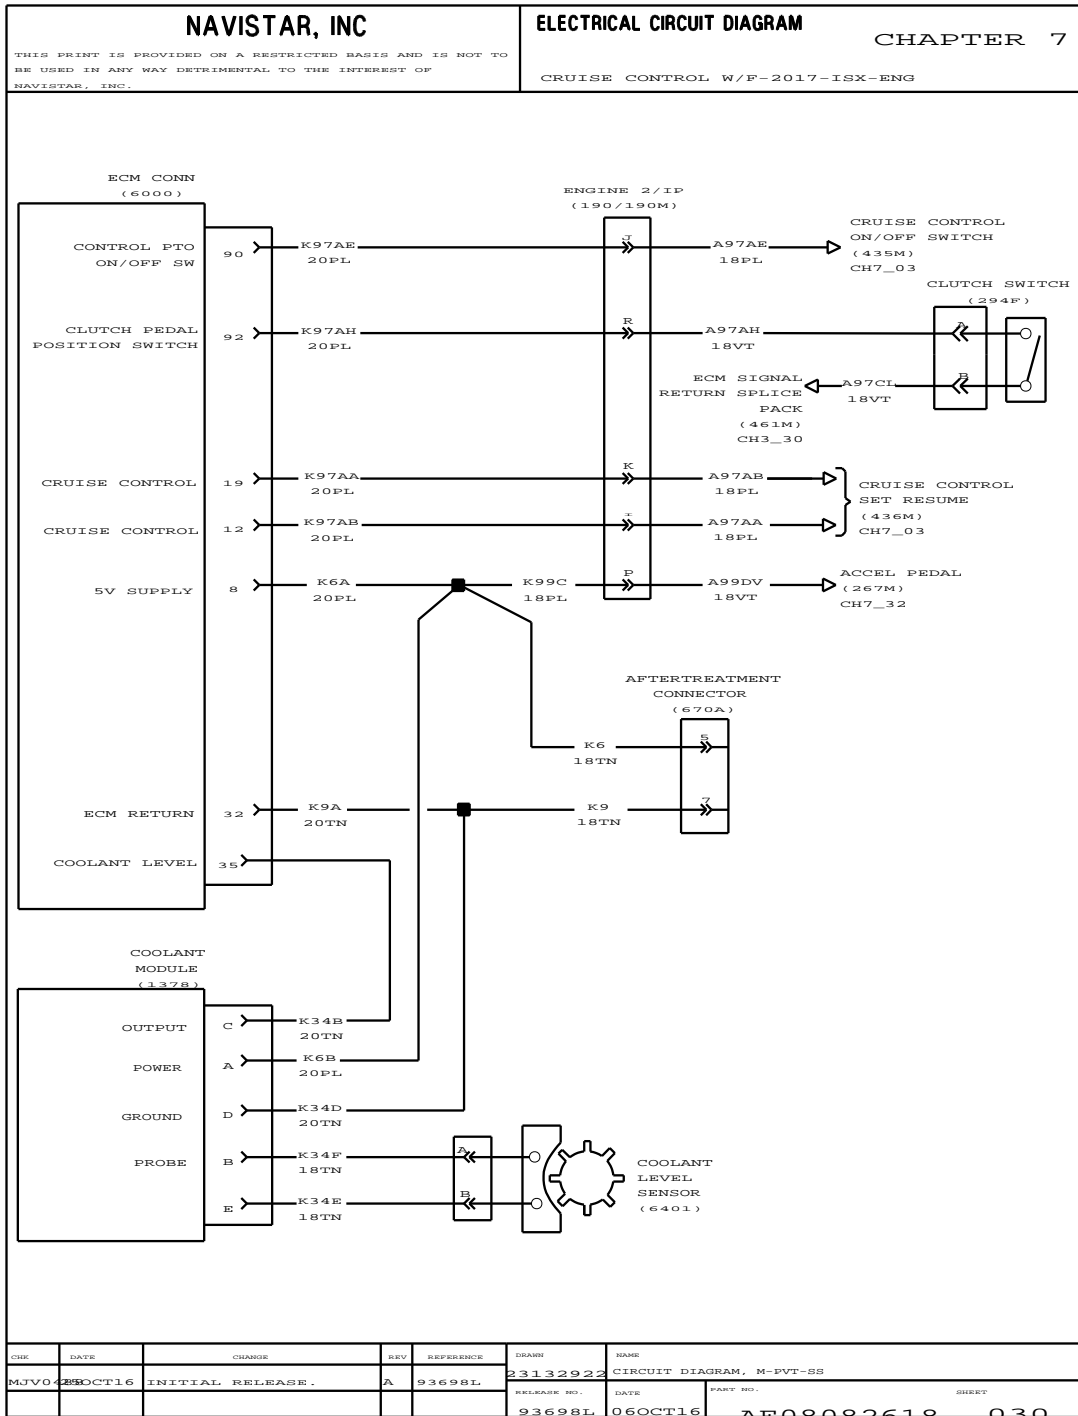 NAVISTAR, INC
THIS PRINT IS PROVIDED ON A RESTRICTED BASIS AND IS NOT TO
BE USED IN ANY WAY DETRIMENTAL TO THE INTEREST OF
NAVISTAR, INC.
ELECTRICAL CIRCUIT DIAGRAM
CHAPTER 7
CRUISE CONTROL W/F-2017-ISX-ENG
ECM CONN
(6000)
ENGINE 2/IP
(190/190M)
CONTROL PTO
ON/OFF SW
90
K97AE
20PL
J
A97AE
18PL
CRUISE CONTROL
ON/OFF SWITCH
(435M)
CH7_03
CLUTCH SWITCH
(294F)
CLUTCH PEDAL
POSITION SWITCH
92
K97AH
20PL
R
A97AH
18VT
A
ECM SIGNAL
RETURN SPLICE
PACK
(461M)
CH3_30
A97CL
18VT
B
CRUISE CONTROL
19
K97AA
20PL
K
A97AB
18PL
CRUISE CONTROL
SET RESUME
(436M)
CH7_03
CRUISE CONTROL
12
K97AB
20PL
I
A97AA
18PL
5V SUPPLY
8
K6A
20PL
K99C
18PL
P
A99DV
18VT
ACCEL PEDAL
(267M)
CH7_32
AFTERTREATMENT
CONNECTOR
(670A)
K6
18TN
5
ECM RETURN
32
K9A
20TN
K9
18TN
7
COOLANT LEVEL
35
COOLANT
MODULE
(1378)
OUTPUT
C
K34B
20TN
POWER
A
K6B
20PL
GROUND
D
K34D
20TN
PROBE
B
K34F
18TN
A
E
K34E
18TN
B
COOLANT
LEVEL
SENSOR
(6401)
CHK
DATE
CHANGE
REV
REFERENCE
DRAWN
NAME
OCT16
INITIAL RELEASE.
A
93698L
23132922
CIRCUIT DIAGRAM, M-PVT-SS
RELEASE NO.
DATE
PART NO.
SHEET
93698L
06OCT16
AE08082618
030